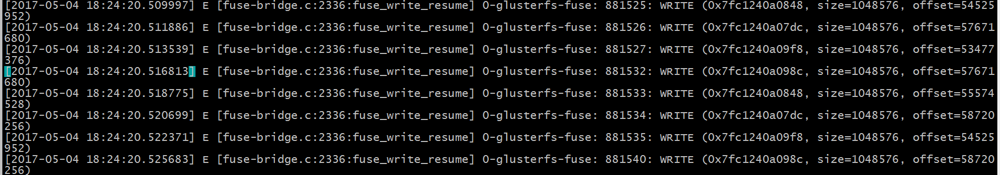 [2017-05-04 18:24:20.509997] E [fuse-bridge.c:2336:fuse_write_resume] 0-glusterfs-fuse: 881525: WRITE (0x7fc1240a0848, size=1048576, offset=54525
952)
[2017-05-04 18:24:20.511886] E [fuse-bridge.c:2336:fuse_write_resume] 0-glusterfs-fuse: 881526: WRITE (0x7fc1240a07dc, size=1048576, offset=57671
680)
[2017-05-04 18:24:20.513539] E [fuse-bridge.c:2336:fuse_write_resume] 0-glusterfs-fuse: 881527: WRITE (0x7fc1240a09f8, size=1048576, offset=53477
376)
[2017-05-04 18:24:20.516813] E [fuse-bridge.c:2336:fuse_write_resume] 0-glusterfs-fuse: 881532: WRITE (0x7fc1240a098c, size=1048576, offset=57671
680)
[2017-05-04 18:24:20.518775] E [fuse-bridge.c:2336:fuse_write_resume] 0-glusterfs-fuse: 881533: WRITE (0x7fc1240a0848, size=1048576, offset=55574
528)
[2017-05-04 18:24:20.520699] E [fuse-bridge.c:2336:fuse_write_resume] 0-glusterfs-fuse: 881534: WRITE (0x7fc1240a07dc, size=1048576, offset=58720
256)
[2017-05-04 18:24:20.522371] E [fuse-bridge.c:2336:fuse_write_resume] 0-glusterfs-fuse: 881535: WRITE (0x7fc1240a09f8, size=1048576, offset=54525
952)
[2017-05-04 18:24:20.525683] E [fuse-bridge.c:2336:fuse_write_resume] 0-glusterfs-fuse: 881540: WRITE (0x7fc1240a098c, size=1048576, offset=58720
256)